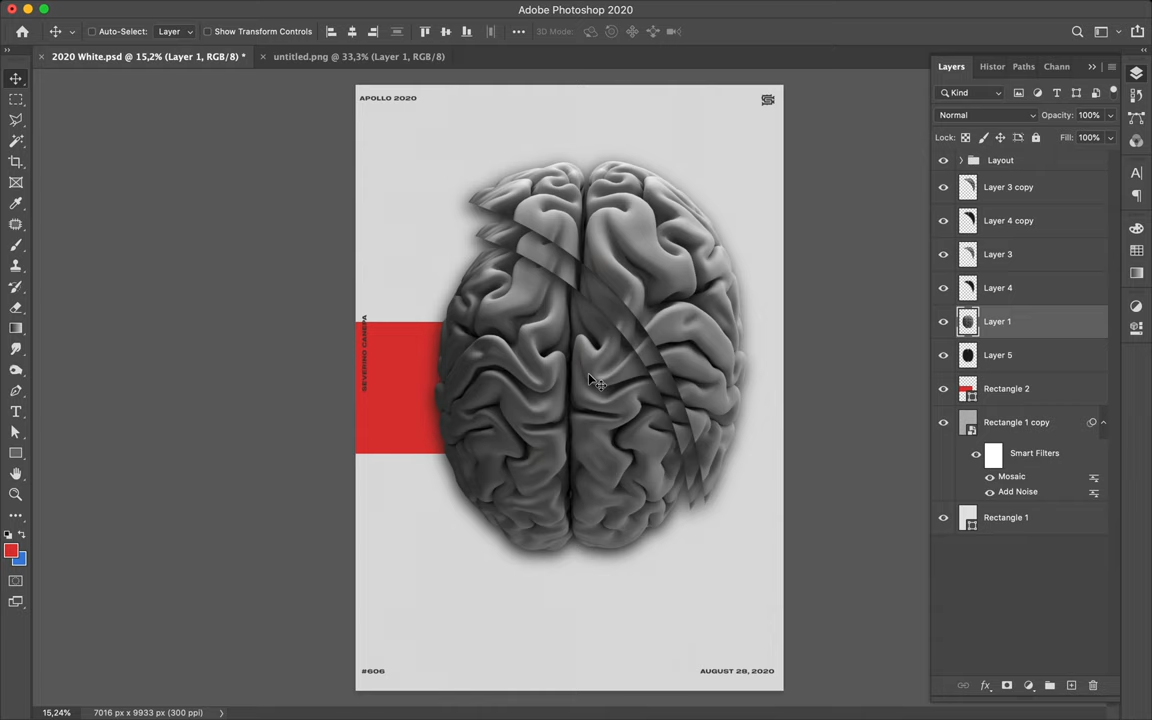 Adobe Photoshop 2020
Auto-Select: Layer Show Transform Controls 3D Mode:
2020 White.psd @ 15,2% (Layer 1, RGB/8) * untitled.png @ 33,3% (Layer 1, RGB/8)
Layers Histor Paths Chann
Kind
Normal Opacity: 100%
Lock: Fill: 100%
Layout
Layer 3 copy
Layer 4 copy
Layer 3
Layer 4
Layer 1
Layer 5
Rectangle 2
Rectangle 1 copy
Smart Filters
Mosaic
Add Noise
Rectangle 1
APOLLO 2020
#606
AUGUST 28, 2020
15,24% 7016 px x 9933 px (300 ppi)